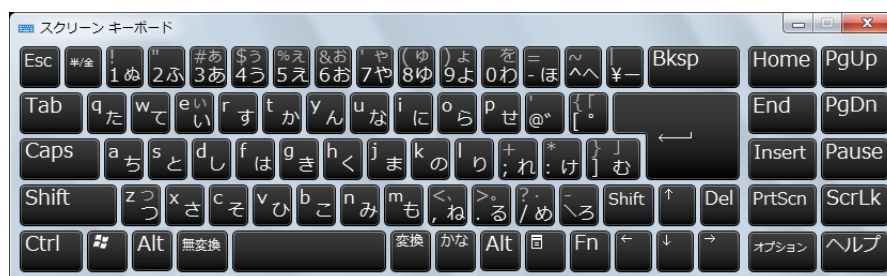 スクリーン キーボード
Esc 半/全 ! 1 ぬ " 2 ふ # あ 3 あ $ う 4 う % え 5 え & お 6 お ' や 7 や ( ゆ 8 ゆ ) よ 9 よ を 0 わ = - ほ ~ ^ へ | ¥ ー Bksp Home PgUp
Tab q た w て e ぃ い r す t か y ん u な i に o ら p せ ` @ ゛ { 「 [ ゜ End PgDn
Caps a ち s と d し f は g き h く j ま k の l り + ; れ * : け } 」 ] む Insert Pause
Shift z っ つ x さ c そ v ひ b こ n み m も < 、 , ね > 。 . る ? ・ / め _ \ ろ Shift ↑ Del PrtScn ScrLk
Ctrl Alt 無変換 変換 かな Alt Fn ← ↓ → オプション ヘルプ